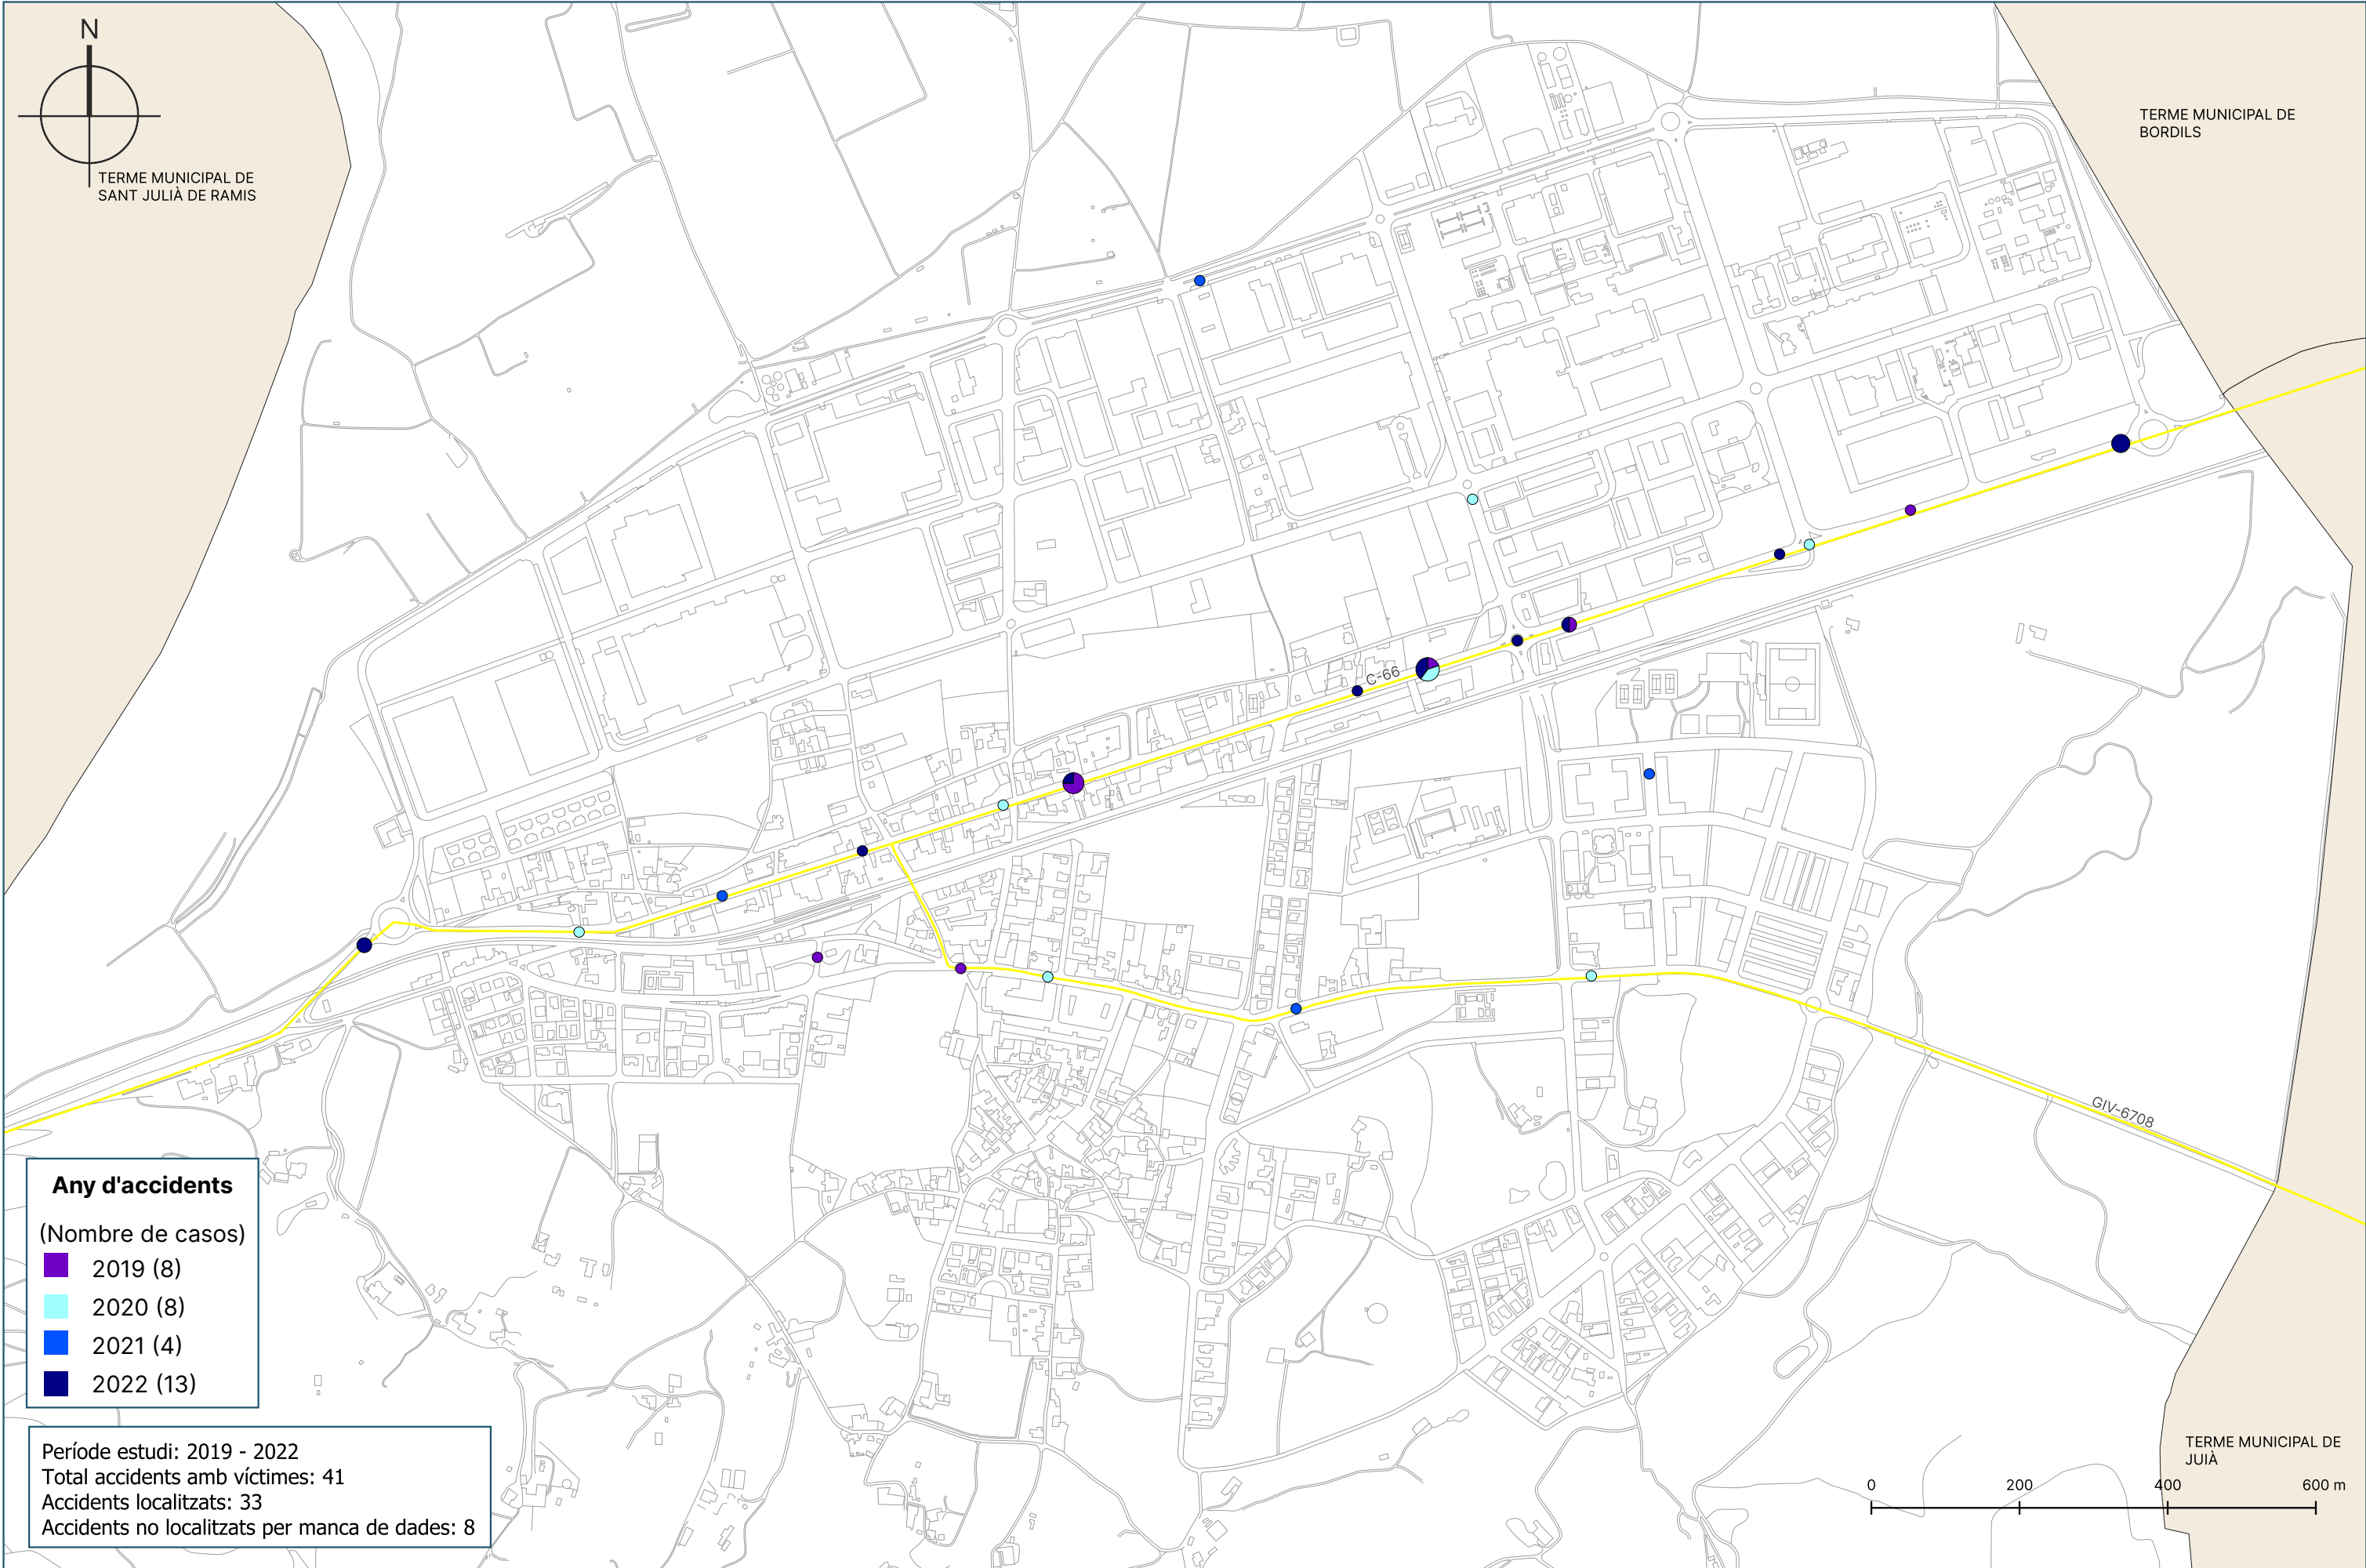 N
TERME MUNICIPAL DE
SANT JULIÀ DE RAMIS
TERME MUNICIPAL DE
BORDILS
C-66
GIV-6708
Any d'accidents
(Nombre de casos)
2019 (8)
2020 (8)
2021 (4)
2022 (13)
Període estudi: 2019 - 2022
Total accidents amb víctimes: 41
Accidents localitzats: 33
Accidents no localitzats per manca de dades: 8
TERME MUNICIPAL DE
JUIÀ
0 200 400 600 m